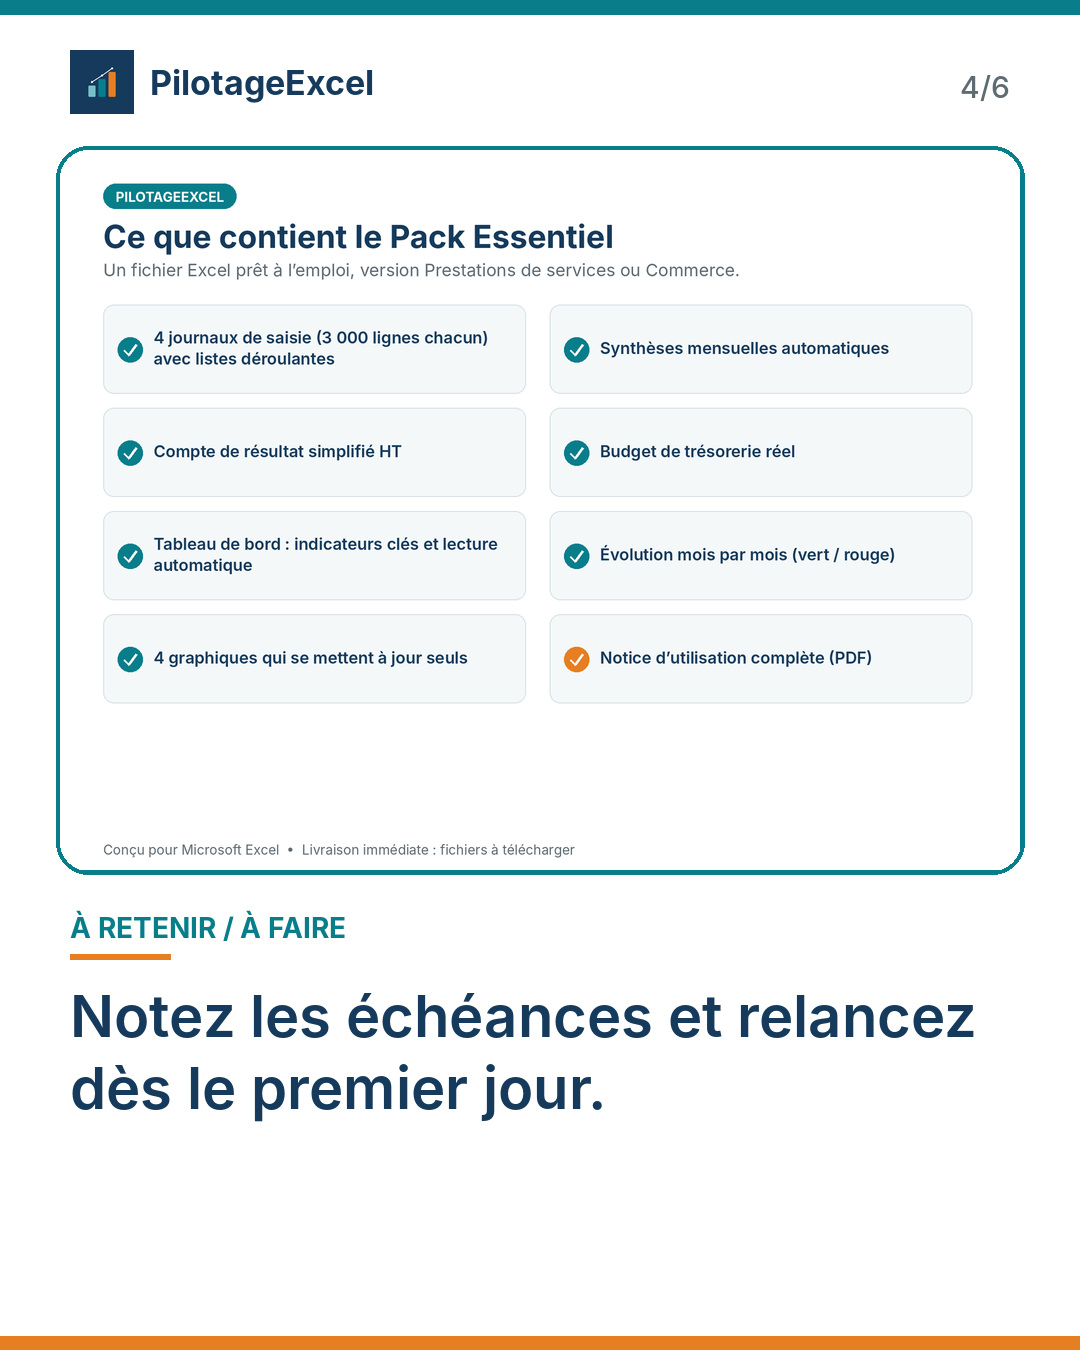 PilotageExcel
4/6
PILOTAGEEXCEL
Ce que contient le Pack Essentiel
Un fichier Excel prêt à l’emploi, version Prestations de services ou Commerce.
4 journaux de saisie (3 000 lignes chacun)
avec listes déroulantes
Synthèses mensuelles automatiques
Compte de résultat simplifié HT
Budget de trésorerie réel
Tableau de bord : indicateurs clés et lecture
automatique
Évolution mois par mois (vert / rouge)
4 graphiques qui se mettent à jour seuls
Notice d’utilisation complète (PDF)
Conçu pour Microsoft Excel • Livraison immédiate : fichiers à télécharger
À RETENIR / À FAIRE
Notez les échéances et relancez
dès le premier jour.